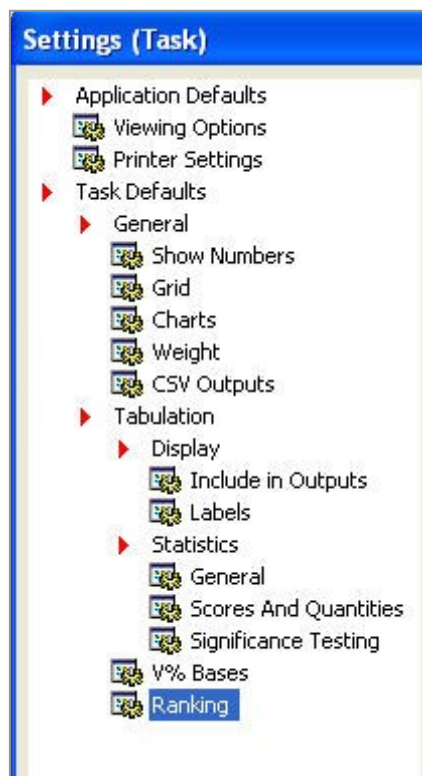 Settings (Task)
Application Defaults
Viewing Options
Printer Settings
Task Defaults
General
Show Numbers
Grid
Charts
Weight
CSV Outputs
Tabulation
Display
Include in Outputs
Labels
Statistics
General
Scores And Quantities
Significance Testing
V% Bases
Ranking